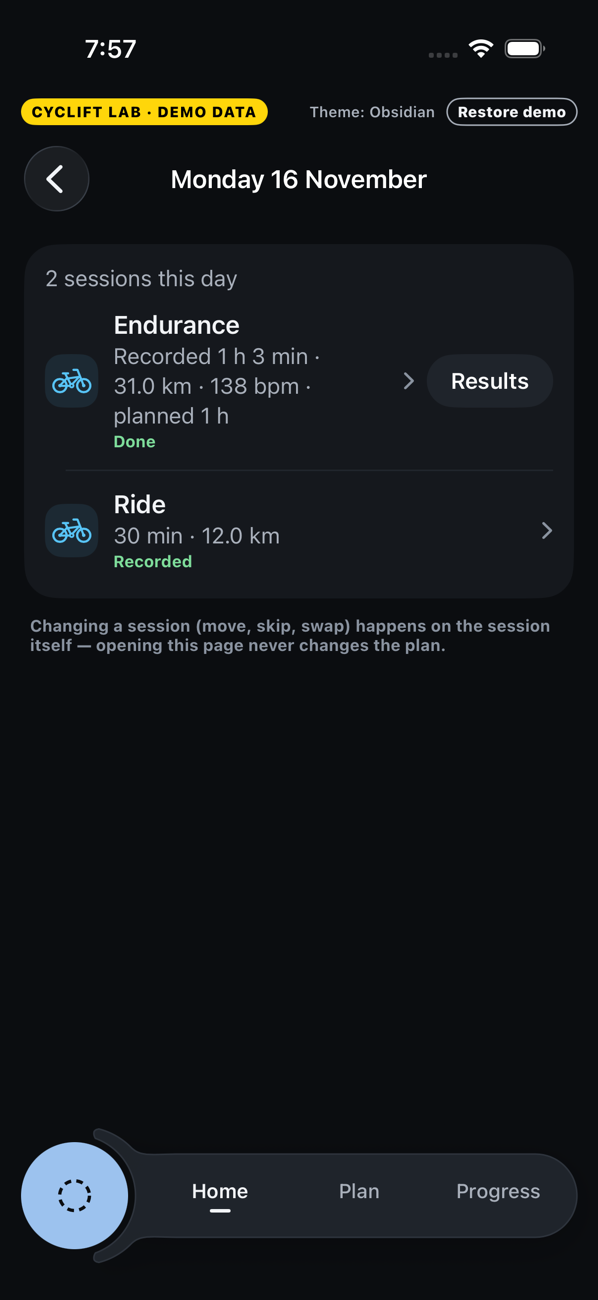 7:57
CYCLIFT LAB · DEMO DATA
Theme: Obsidian
Restore demo
Monday 16 November
2 sessions this day
Endurance
Recorded 1 h 3 min ·
31.0 km · 138 bpm ·
planned 1 h
Done
Results
Ride
30 min · 12.0 km
Recorded
Changing a session (move, skip, swap) happens on the session
itself — opening this page never changes the plan.
Home
Plan
Progress